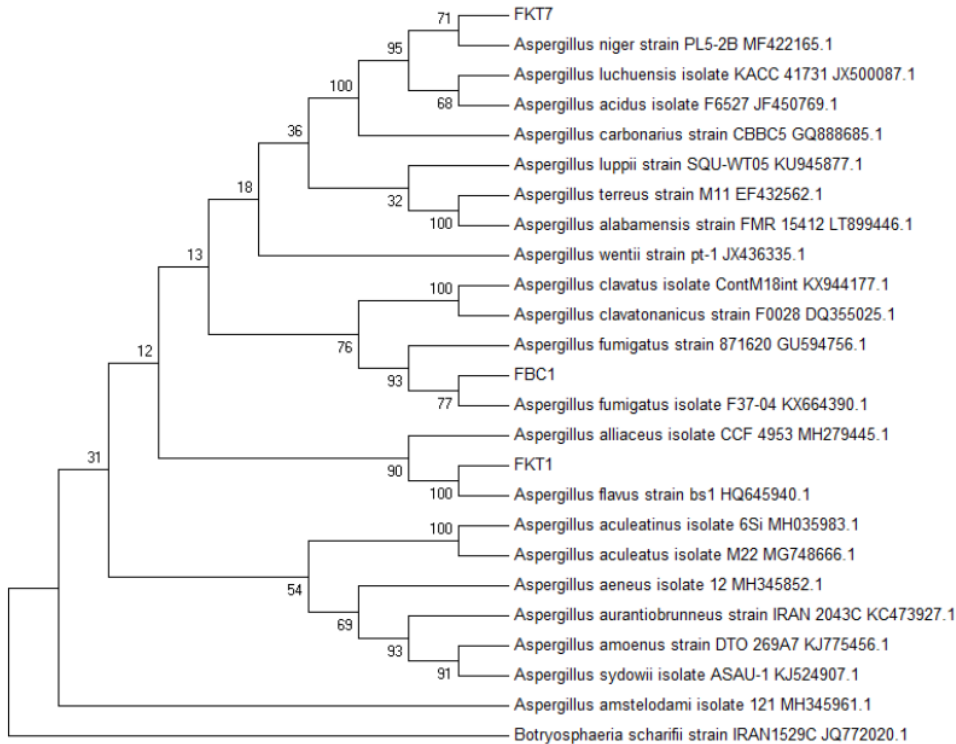 FKT7
71
Aspergillus niger strain PL5-2B MF422165.1
95
Aspergillus luchuensis isolate KACC 41731 JX500087.1
100
68
Aspergillus acidus isolate F6527 JF450769.1
36
Aspergillus carbonarius strain CBBC5 GQ888685.1
Aspergillus luppii strain SQU-WT05 KU945877.1
18
32
Aspergillus terreus strain M11 EF432562.1
100
Aspergillus alabamensis strain FMR 15412 LT899446.1
13
Aspergillus wentii strain pt-1 JX436335.1
100
Aspergillus clavatus isolate ContM18int KX944177.1
Aspergillus clavatonanicus strain F0028 DQ355025.1
12
76
Aspergillus fumigatus strain 871620 GU594756.1
93
FBC1
77
Aspergillus fumigatus isolate F37-04 KX664390.1
Aspergillus alliaceus isolate CCF 4953 MH279445.1
31
90
FKT1
100
Aspergillus flavus strain bs1 HQ645940.1
100
Aspergillus aculeatinus isolate 6Si MH035983.1
Aspergillus aculeatus isolate M22 MG748666.1
54
Aspergillus aeneus isolate 12 MH345852.1
69
Aspergillus aurantiobrunneus strain IRAN 2043C KC473927.1
93
Aspergillus amoenus strain DTO 269A7 KJ775456.1
91
Aspergillus sydowii isolate ASAU-1 KJ524907.1
Aspergillus amstelodami isolate 121 MH345961.1
Botryosphaeria scharifii strain IRAN1529C JQ772020.1